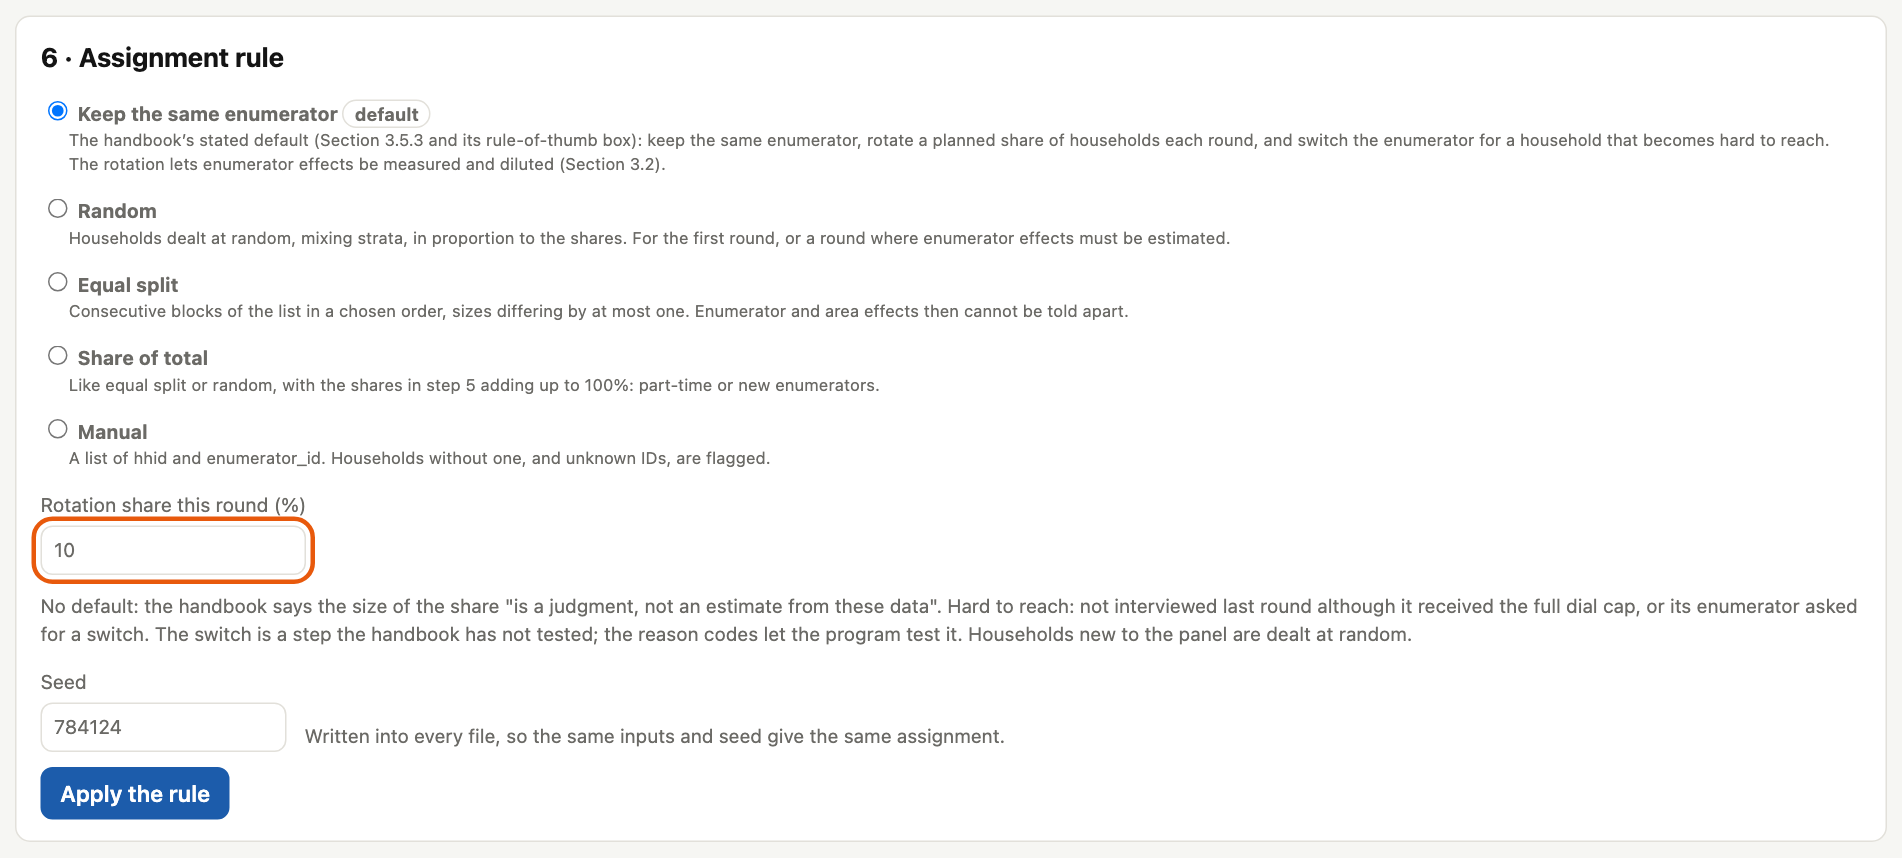 6 · Assignment rule
Keep the same enumerator default
The handbook’s stated default (Section 3.5.3 and its rule-of-thumb box): keep the same enumerator, rotate a planned share of households each round, and switch the enumerator for a household that becomes hard to reach.
The rotation lets enumerator effects be measured and diluted (Section 3.2).
Random
Households dealt at random, mixing strata, in proportion to the shares. For the first round, or a round where enumerator effects must be estimated.
Equal split
Consecutive blocks of the list in a chosen order, sizes differing by at most one. Enumerator and area effects then cannot be told apart.
Share of total
Like equal split or random, with the shares in step 5 adding up to 100%: part-time or new enumerators.
Manual
A list of hhid and enumerator_id. Households without one, and unknown IDs, are flagged.
Rotation share this round (%)
10
No default: the handbook says the size of the share "is a judgment, not an estimate from these data". Hard to reach: not interviewed last round although it received the full dial cap, or its enumerator asked
for a switch. The switch is a step the handbook has not tested; the reason codes let the program test it. Households new to the panel are dealt at random.
Seed
784124
Written into every file, so the same inputs and seed give the same assignment.
Apply the rule